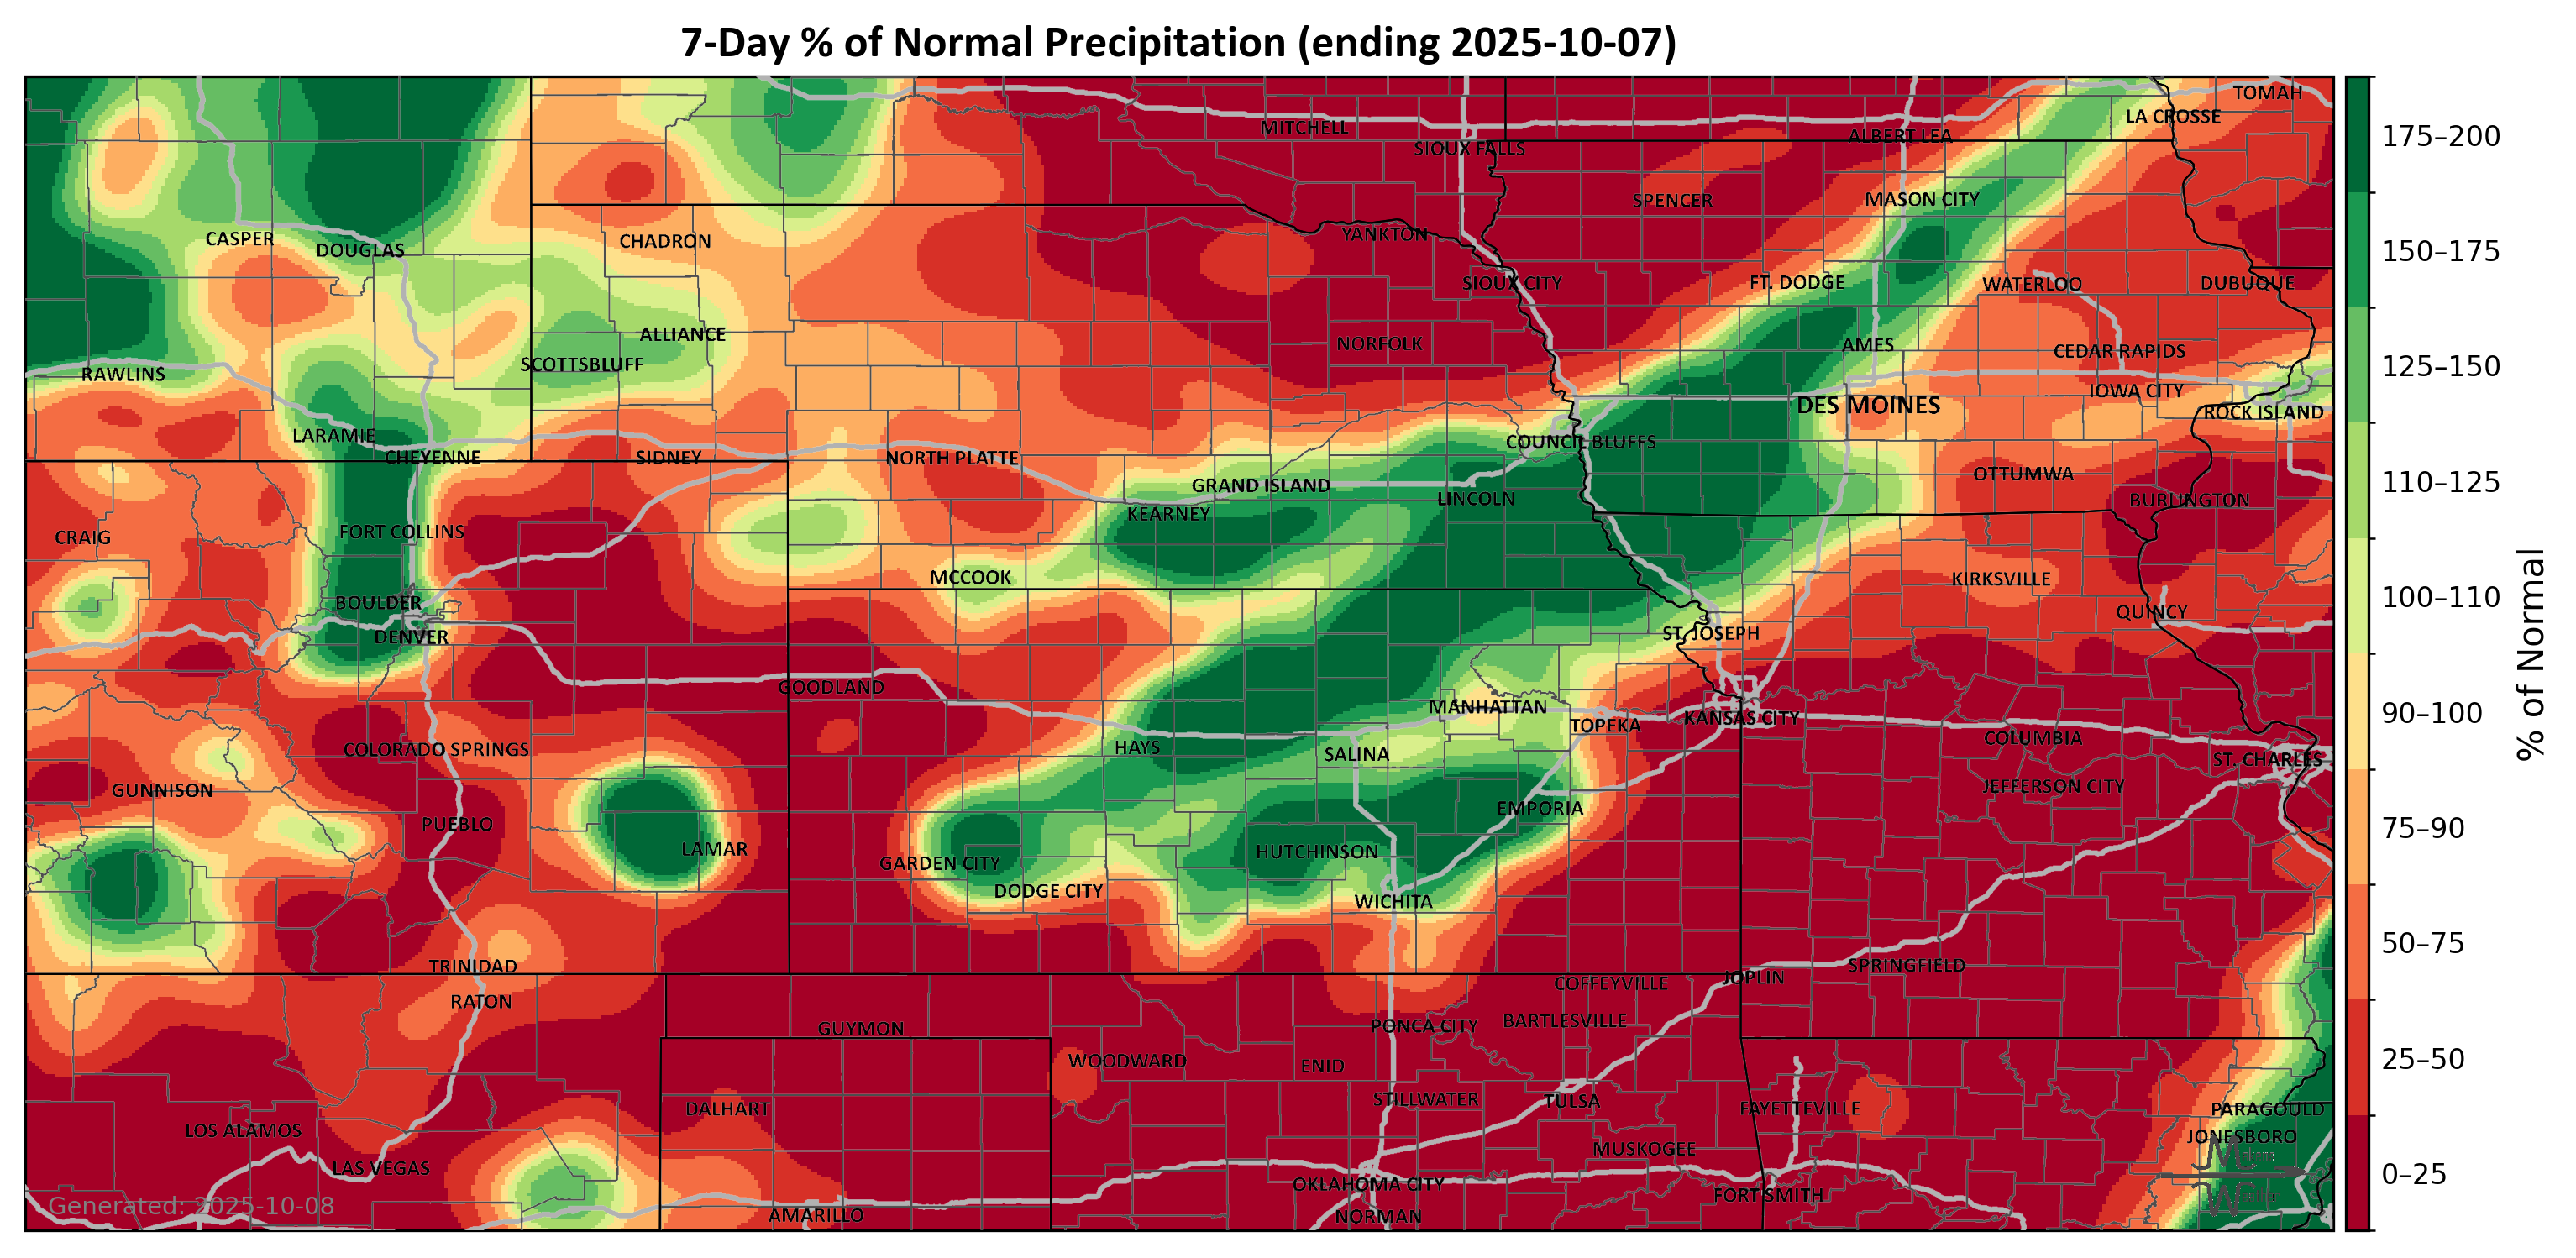 7-Day % of Normal Precipitation (ending 2025-10-07)
TOMAH
LA CROSSE
MITCHELL
ALBERT LEA
SIOUX FALLS
SPENCER
MASON CITY
CASPER
DOUGLAS
CHADRON
YANKTON
SIOUX CITY
FT. DODGE
WATERLOO
DUBUQUE
ALLIANCE
NORFOLK
AMES
CEDAR RAPIDS
SCOTTSBLUFF
RAWLINS
IOWA CITY
DES MOINES
ROCK ISLAND
LARAMIE
COUNCIL BLUFFS
CHEYENNE
SIDNEY
NORTH PLATTE
OTTUMWA
GRAND ISLAND
LINCOLN
BURLINGTON
KEARNEY
FORT COLLINS
CRAIG
MCCOOK
KIRKSVILLE
BOULDER
QUINCY
DENVER
ST. JOSEPH
GOODLAND
MANHATTAN
TOPEKA
KANSAS CITY
COLORADO SPRINGS
HAYS
SALINA
COLUMBIA
ST. CHARLES
GUNNISON
JEFFERSON CITY
EMPORIA
PUEBLO
LAMAR
HUTCHINSON
GARDEN CITY
DODGE CITY
WICHITA
TRINIDAD
SPRINGFIELD
JOPLIN
COFFEYVILLE
RATON
GUYMON
PONCA CITY
BARTLESVILLE
WOODWARD
ENID
DALHART
STILLWATER
TULSA
FAYETTEVILLE
PARAGOULD
LOS ALAMOS
JONESBORO
MUSKOGEE
LAS VEGAS
OKLAHOMA CITY
FORT SMITH
AMARILLO
NORMAN
Generated: 2025-10-08
175–200
150–175
125–150
110–125
100–110
90–100
75–90
50–75
25–50
0–25
% of Normal